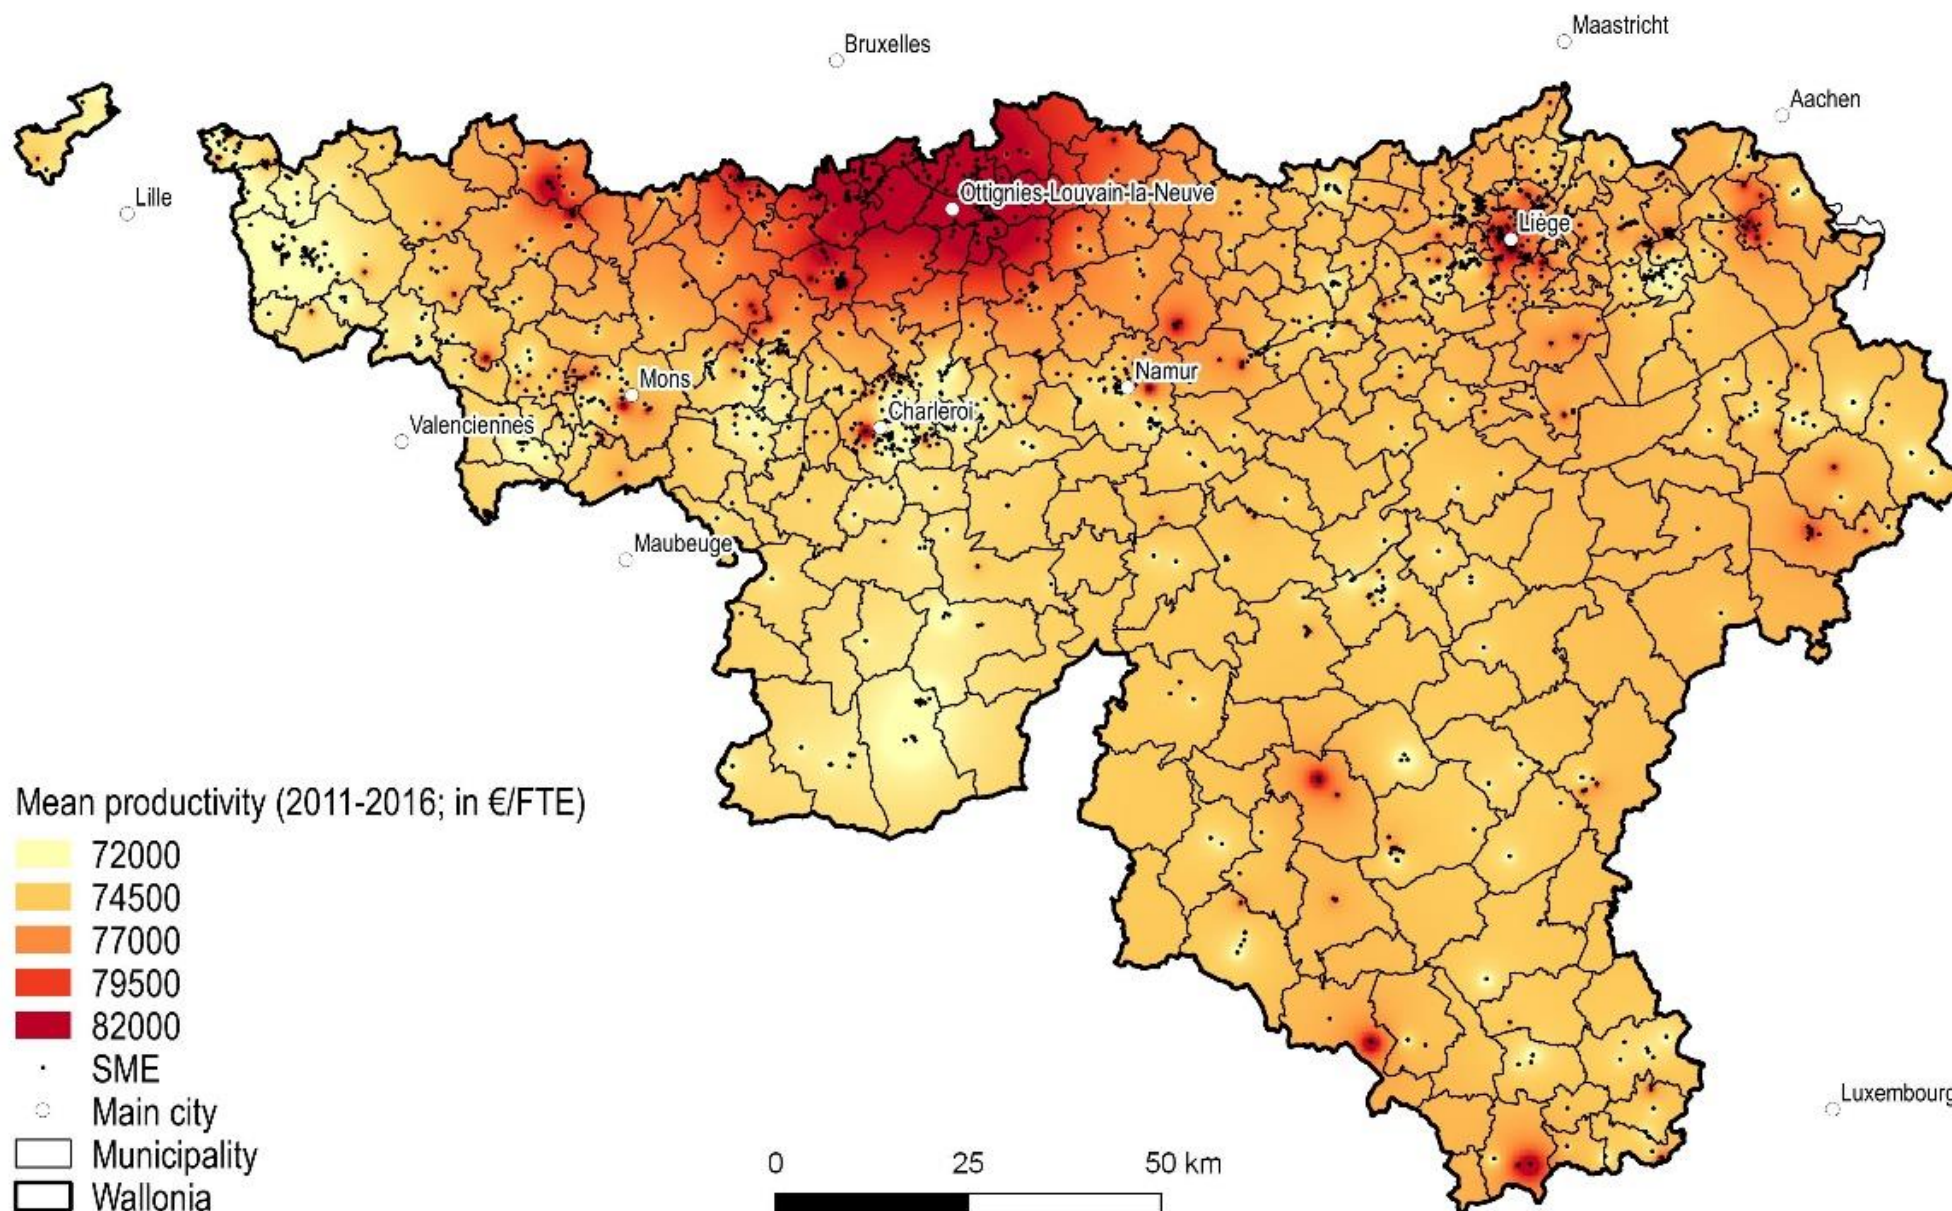 Maastricht
Bruxelles
Aachen
Lille
Ottignies-Louvain-la-Neuve
Liège
Namur
Mons
Charleroi
Valenciennes
Maubeuge
Luxembourg
Mean productivity (2011-2016; in €/FTE)
72000
74500
77000
79500
82000
SME
Main city
Municipality
Wallonia
0 25 50 km